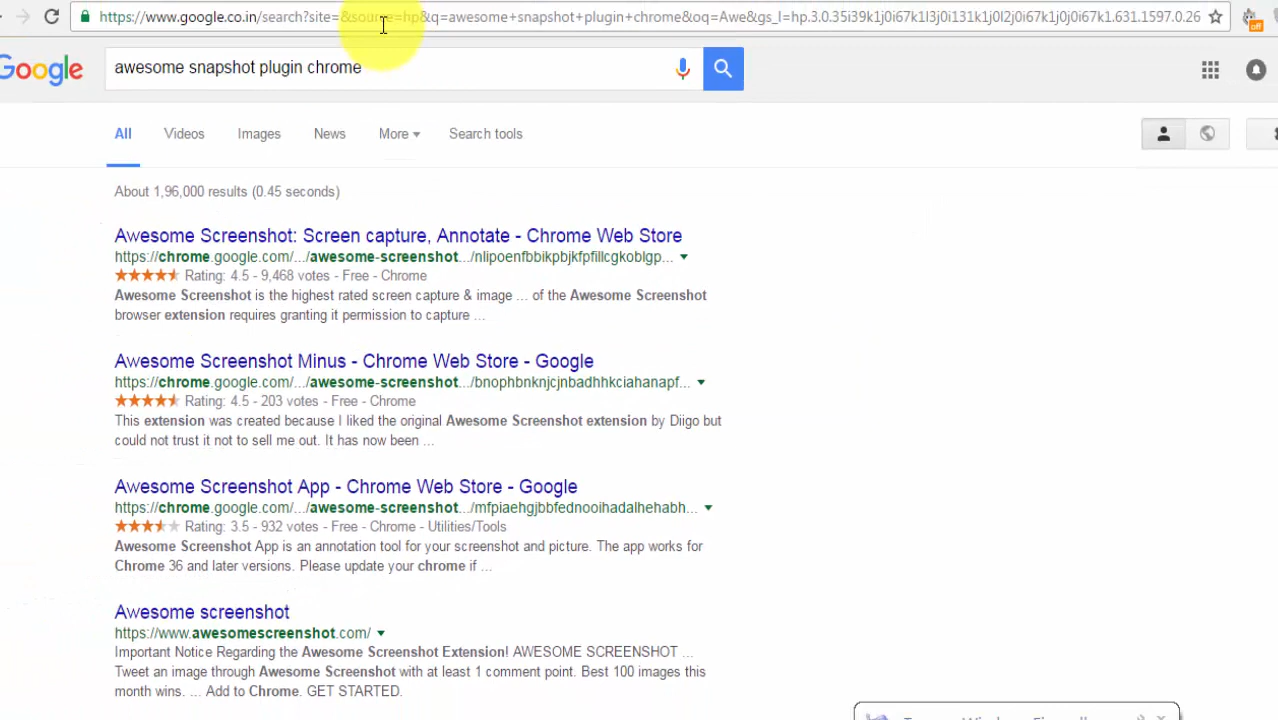 https://www.google.co.in/search?site=&source=hp&q=awesome+snapshot+plugin+chrome&oq=Awe&gs_l=hp.3.0.35i39k1j0i67k1l3j0i131k1j0l2j0i67k1j0l2.631.1597.0.26
off
Google awesome snapshot plugin chrome
All Videos Images News More Search tools
About 1,96,000 results (0.45 seconds)
Awesome Screenshot: Screen capture, Annotate - Chrome Web Store
https://chrome.google.com/.../awesome-screenshot.../nlipoenfbbikpbjkfpfillcgkoblgp...
Rating: 4.5 - 9,468 votes - Free - Chrome
Awesome Screenshot is the highest rated screen capture & image ... of the Awesome Screenshot
browser extension requires granting it permission to capture ...
Awesome Screenshot Minus - Chrome Web Store - Google
https://chrome.google.com/.../awesome-screenshot.../bnophbnknjcjnbadhhkciahanapf...
Rating: 4.5 - 203 votes - Free - Chrome
This extension was created because I liked the original Awesome Screenshot extension by Diigo but
could not trust it not to sell me out. It has now been ...
Awesome Screenshot App - Chrome Web Store - Google
https://chrome.google.com/.../awesome-screenshot.../mfpiaehgjbbfednooihadalhehabh...
Rating: 3.5 - 932 votes - Free - Chrome - Utilities/Tools
Awesome Screenshot App is an annotation tool for your screenshot and picture. The app works for
Chrome 36 and later versions. Please update your chrome if ...
Awesome screenshot
https://www.awesomescreenshot.com/
Important Notice Regarding the Awesome Screenshot Extension! AWESOME SCREENSHOT ...
Tweet an image through Awesome Screenshot with at least 1 comment point. Best 100 images this
month wins. ... Add to Chrome. GET STARTED.